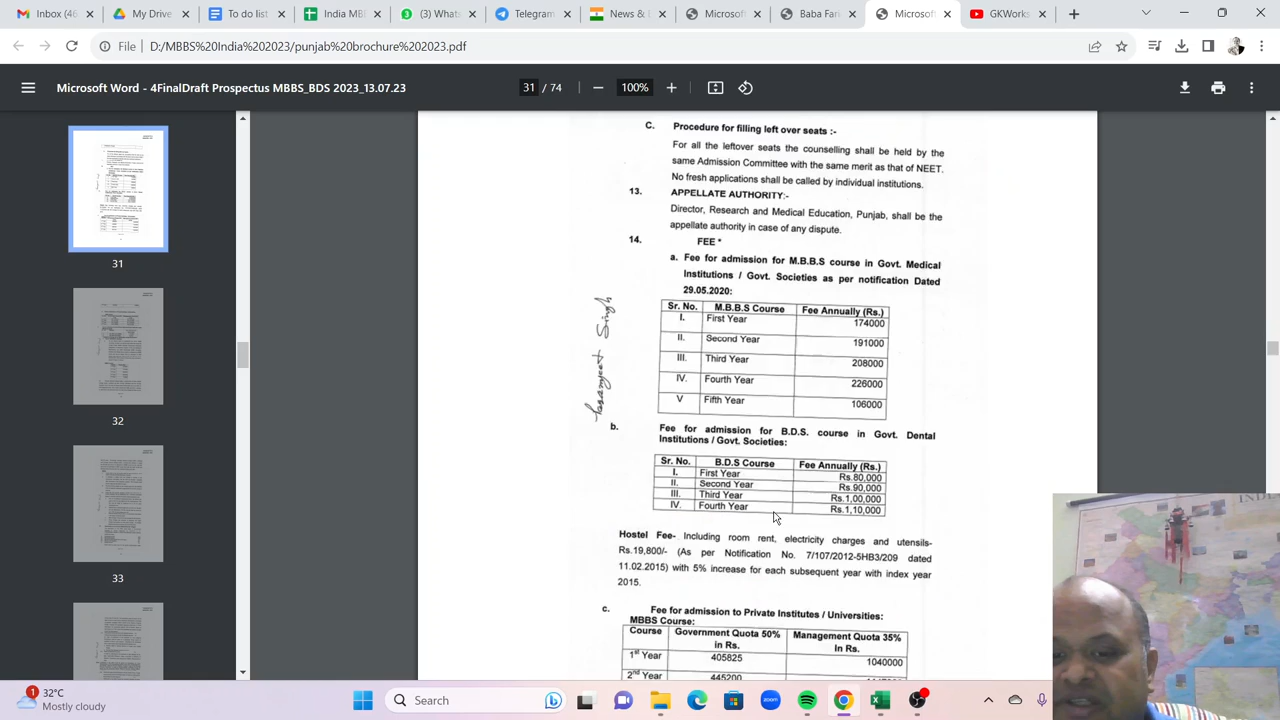 Inbox (46
My Drive
To do list
India MB
(3) Whats
Telegram
News & E
Microsoft
Baba Fari
Microsoft
GKWorks
File D:/MBBS%20India%202023/punjab%20brochure%202023.pdf
Microsoft Word - 4FinalDraft Prospectus MBBS_BDS 2023_13.07.23
31 / 74
100%
31
32
33
C. Procedure for filling left over seats :-
For all the leftover seats the counselling shall be held by the
same Admission Committee with the same merit as that of NEET.
No fresh applications shall be called by individual institutions.
13. APPELLATE AUTHORITY:-
Director, Research and Medical Education, Punjab, shall be the
appellate authority in case of any dispute.
14. FEE *
a. Fee for admission for M.B.B.S course in Govt. Medical
Institutions / Govt. Societies as per notification Dated
29.05.2020:
Sr. No. M.B.B.S Course Fee Annually (Rs.)
I. First Year 174000
II. Second Year 191000
III. Third Year 208000
IV. Fourth Year 226000
V Fifth Year 106000
b. Fee for admission for B.D.S. course in Govt. Dental
Institutions / Govt. Societies:
Sr. No. B.D.S Course Fee Annually (Rs.)
I. First Year Rs.80,000
II. Second Year Rs.90,000
III. Third Year Rs.1,00,000
IV. Fourth Year Rs.1,10,000
Hostel Fee- Including room rent, electricity charges and utensils-
Rs.19,800/- (As per Notification No. 7/107/2012-5HB3/209 dated
11.02.2015) with 5% increase for each subsequent year with index year
2015.
c. Fee for admission to Private Institutes / Universities:
MBBS Course:
Course Government Quota 50% in Rs. Management Quota 35% In Rs.
1st Year 405825 1040000
2nd Year 445200
1
32°C
Mostly cloudy
Search